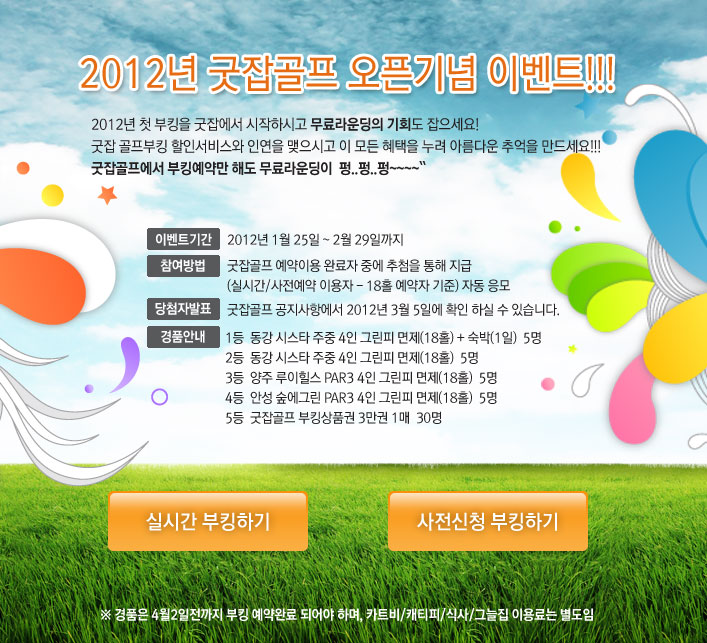 2012년 굿잡골프 오픈기념 이벤트!!!
2012년 첫 부킹을 굿잡에서 시작하시고 무료라운딩의 기회도 잡으세요!
굿잡 골프부킹 할인서비스와 인연을 맺으시고 이 모든 혜택을 누려 아름다운 추억을 만드세요!!!
굿잡골프에서 부킹예약만 해도 무료라운딩이 펑..펑..펑~~~~“
이벤트기간 2012년 1월 25일 ~ 2월 29일까지
참여방법 굿잡골프 예약이용 완료자 중에 추첨을 통해 지급
(실시간/사전예약 이용자 - 18홀 예약자 기준) 자동 응모
당첨자발표 굿잡골프 공지사항에서 2012년 3월 5일에 확인 하실 수 있습니다.
경품안내 1등 동강 시스타 주중 4인 그린피 면제(18홀) + 숙박(1일) 5명
2등 동강 시스타 주중 4인 그린피 면제(18홀) 5명
3등 양주 루이힐스 PAR3 4인 그린피 면제(18홀) 5명
4등 안성 숲에그린 PAR3 4인 그린피 면제(18홀) 5명
5등 굿잡골프 부킹상품권 3만권 1매 30명
실시간 부킹하기 사전신청 부킹하기
※ 경품은 4월2일전까지 부킹 예약완료 되어야 하며, 카트비/캐티피/식사/그늘집 이용료는 별도임